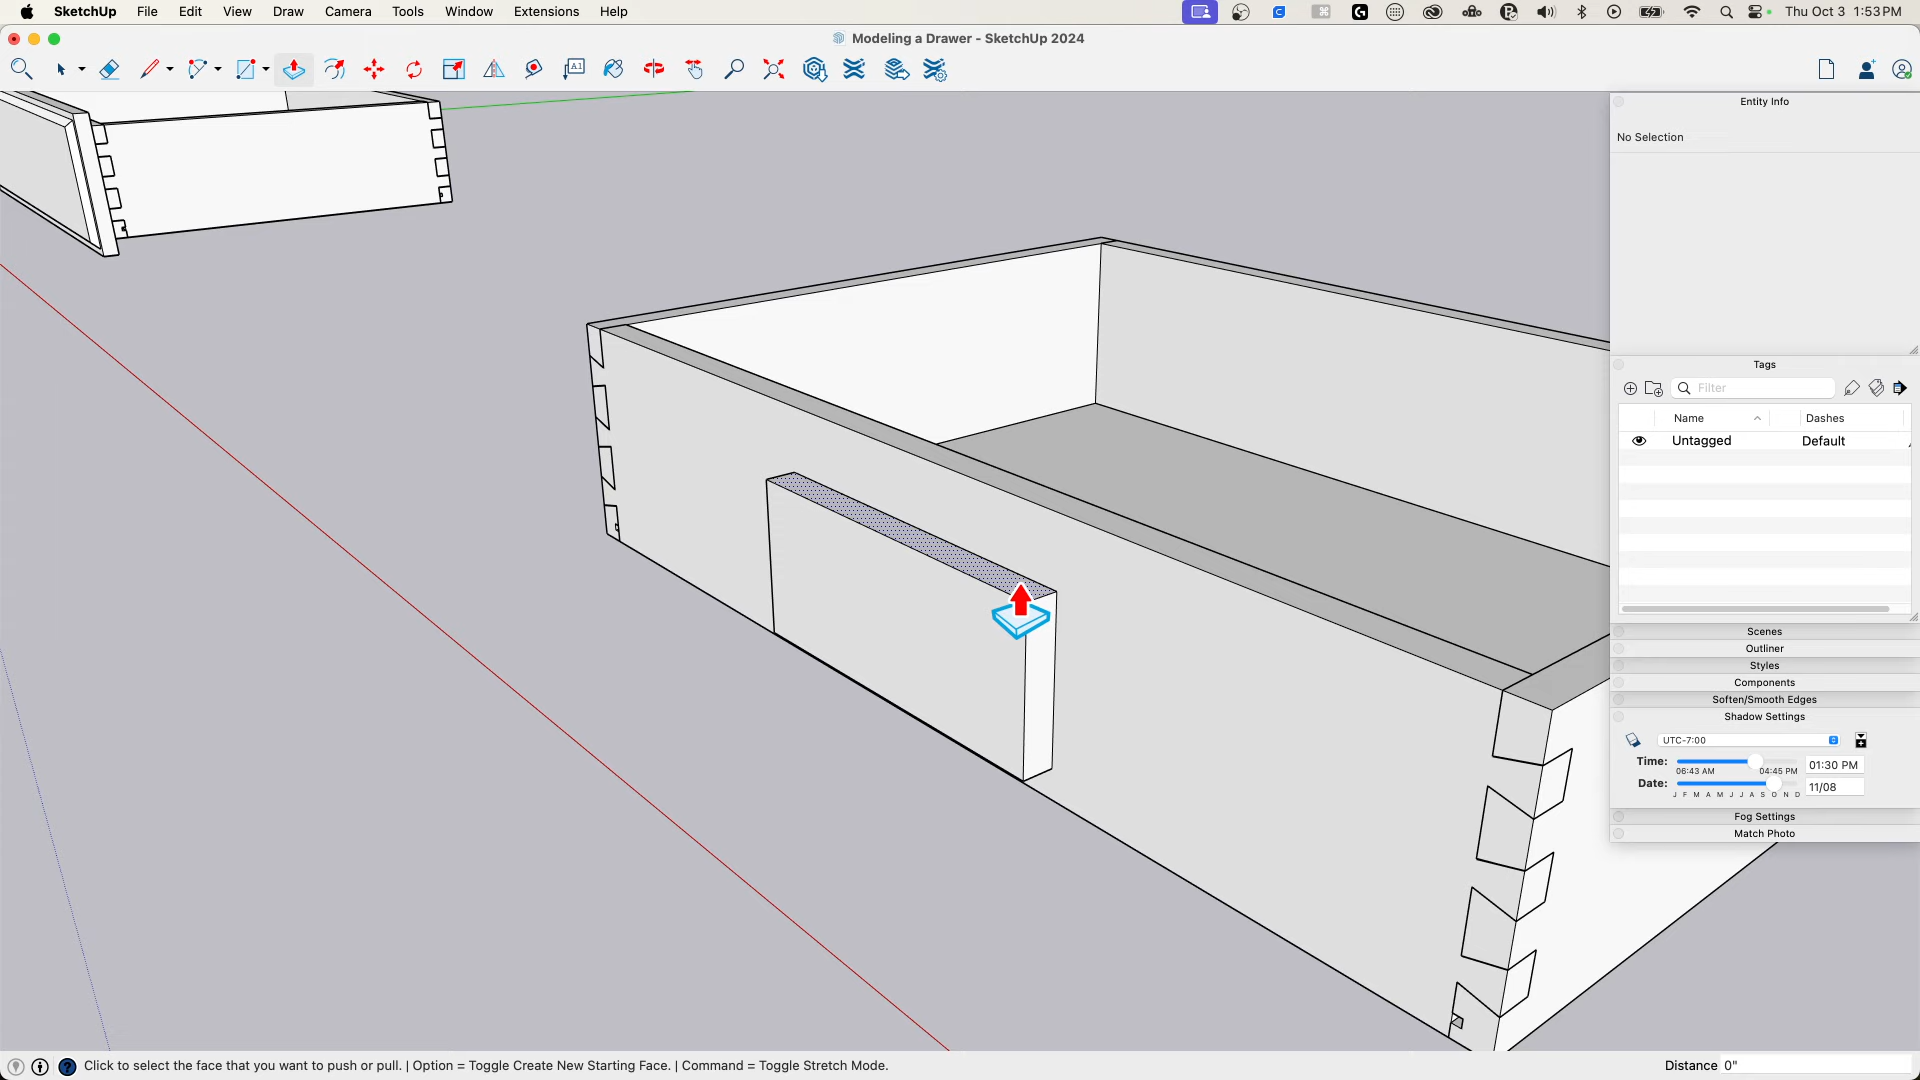 SketchUp File Edit View Draw Camera Tools Window Extensions Help Thu Oct 3 1:53 PM
Modeling a Drawer - SketchUp 2024
A1
Entity Info
No Selection
Tags
Filter
Name Dashes
Untagged Default
Scenes
Outliner
Styles
Components
Soften/Smooth Edges
Shadow Settings
UTC-7:00
Time: 06:43 AM 04:45 PM 01:30 PM
Date: J F M A M J J A S O N D 11/08
Fog Settings
Match Photo
Click to select the face that you want to push or pull. | Option = Toggle Create New Starting Face. | Command = Toggle Stretch Mode. Distance 0"